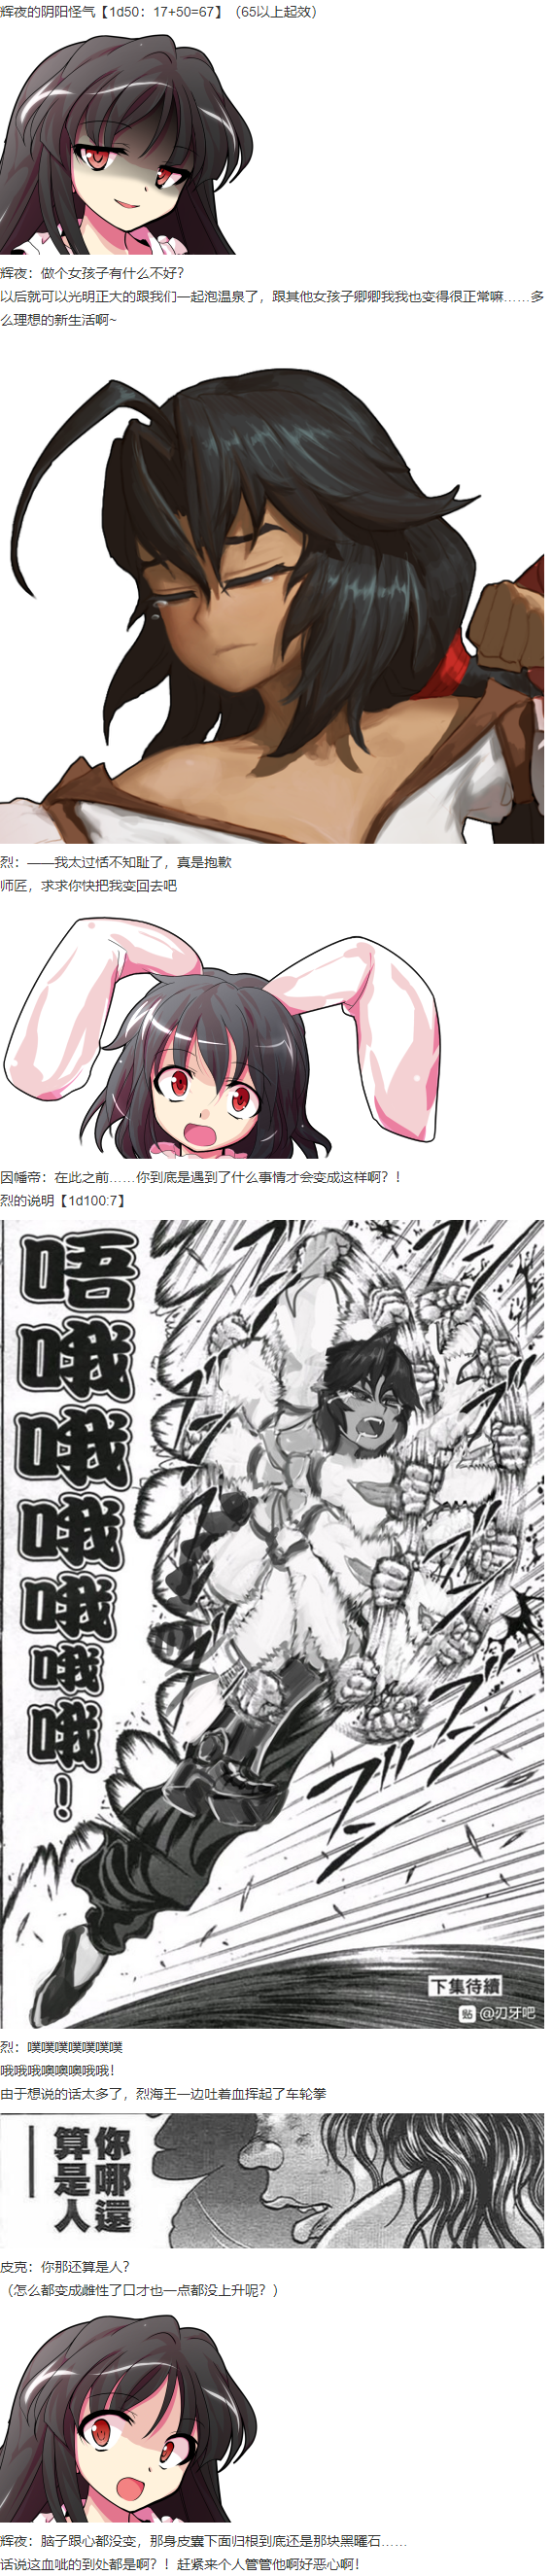 辉夜的阴阳怪气【1d50：17+50=67】（65以上起效）
辉夜：做个女孩子有什么不好？
以后就可以光明正大的跟我们一起泡温泉了，跟其他女孩子卿卿我我也变得很正常嘛……多
么理想的新生活啊~
烈：——我太过恬不知耻了，真是抱歉
师匠，求求你快把我变回去吧
因幡帝：在此之前……你到底是遇到了什么事情才会变成这样啊？！
烈的说明【1d100:7】
唔哦哦哦哦哦哦！
下集待續
贴 @刃牙吧
烈：噗噗噗噗噗噗噗
哦哦哦噢噢噢哦哦！
由于想说的话太多了，烈海王一边吐着血挥起了车轮拳
你哪還
算是人
——
皮克：你那还算是人？
（怎么都变成雌性了口才也一点都没上升呢？）
辉夜：脑子跟心都没变，那身皮囊下面归根到底还是那块黑曜石……
话说这血呲的到处都是啊？！赶紧来个人管管他啊好恶心啊！